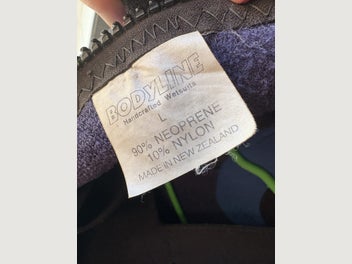 BODYLINE
Handcrafted Wetsuits
L
90% NEOPRENE
10% NYLON
MADE IN NEW ZEALAND